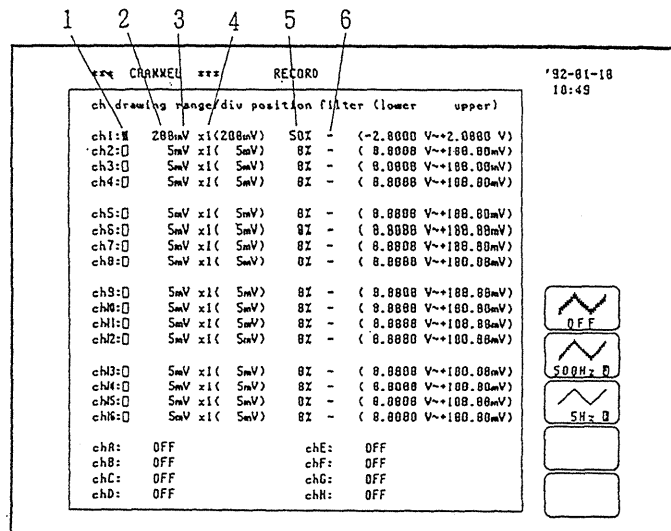 1 2 3 4 5 6
*** CHANNEL *** RECORD '92-01-18
10:49
ch drawing range/div position filter (lower upper)
ch1: 200mV x1(200mV) 50% - (-2.0000 V~+2.0000 V)
ch2: 5mV x1( 5mV) 0% - ( 0.0000 V~+100.00mV)
ch3: 5mV x1( 5mV) 0% - ( 0.0000 V~+100.00mV)
ch4: 5mV x1( 5mV) 0% - ( 0.0000 V~+100.00mV)
ch5: 5mV x1( 5mV) 0% - ( 0.0000 V~+100.00mV)
ch6: 5mV x1( 5mV) 0% - ( 0.0000 V~+100.00mV)
ch7: 5mV x1( 5mV) 0% - ( 0.0000 V~+100.00mV)
ch8: 5mV x1( 5mV) 0% - ( 0.0000 V~+100.00mV)
ch9: 5mV x1( 5mV) 0% - ( 0.0000 V~+100.00mV)
ch10: 5mV x1( 5mV) 0% - ( 0.0000 V~+100.00mV)
ch11: 5mV x1( 5mV) 0% - ( 0.0000 V~+100.00mV)
ch12: 5mV x1( 5mV) 0% - ( 0.0000 V~+100.00mV)
ch13: 5mV x1( 5mV) 0% - ( 0.0000 V~+100.00mV)
ch14: 5mV x1( 5mV) 0% - ( 0.0000 V~+100.00mV)
ch15: 5mV x1( 5mV) 0% - ( 0.0000 V~+100.00mV)
ch16: 5mV x1( 5mV) 0% - ( 0.0000 V~+100.00mV)
chA: OFF chE: OFF
chB: OFF chF: OFF
chC: OFF chG: OFF
chD: OFF chH: OFF
OFF
500Hz
5Hz